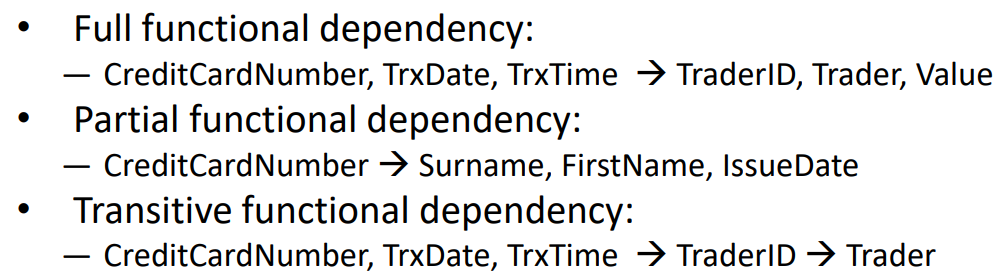 • Full functional dependency:
— CreditCardNumber, TrxDate, TrxTime → TraderID, Trader, Value
• Partial functional dependency:
— CreditCardNumber → Surname, FirstName, IssueDate
• Transitive functional dependency:
— CreditCardNumber, TrxDate, TrxTime → TraderID → Trader